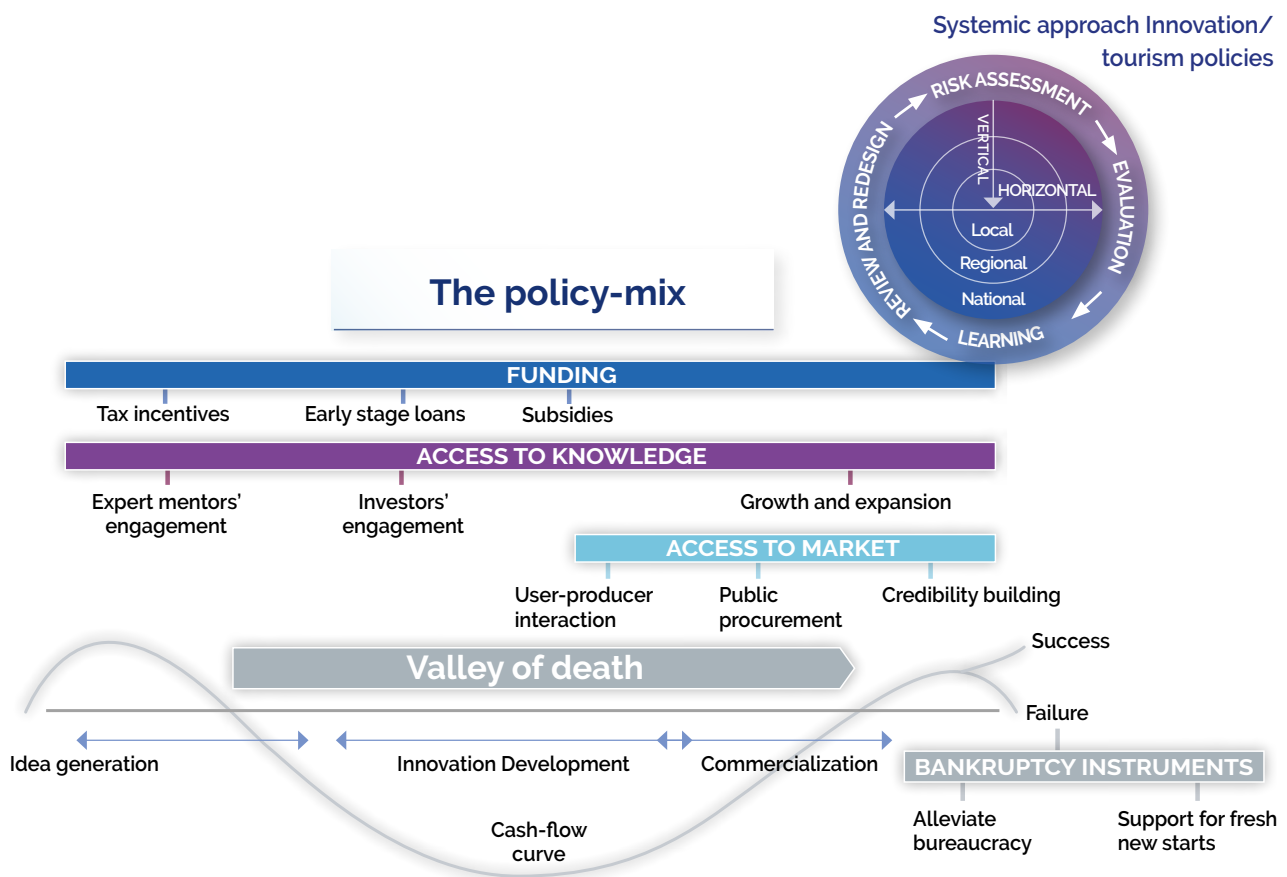 Systemic approach Innovation/
tourism policies
RISK ASSESSMENT
EVALUATION
LEARNING
REVIEW AND REDESIGN
VERTICAL
HORIZONTAL
Local
Regional
National
The policy-mix
FUNDING
Tax incentives
Early stage loans
Subsidies
ACCESS TO KNOWLEDGE
Expert mentors’
engagement
Investors’
engagement
Growth and expansion
ACCESS TO MARKET
User-producer
interaction
Public
procurement
Credibility building
Success
Valley of death
Failure
Idea generation
Innovation Development
Commercialization
BANKRUPTCY INSTRUMENTS
Alleviate
bureaucracy
Support for fresh
new starts
Cash-flow
curve